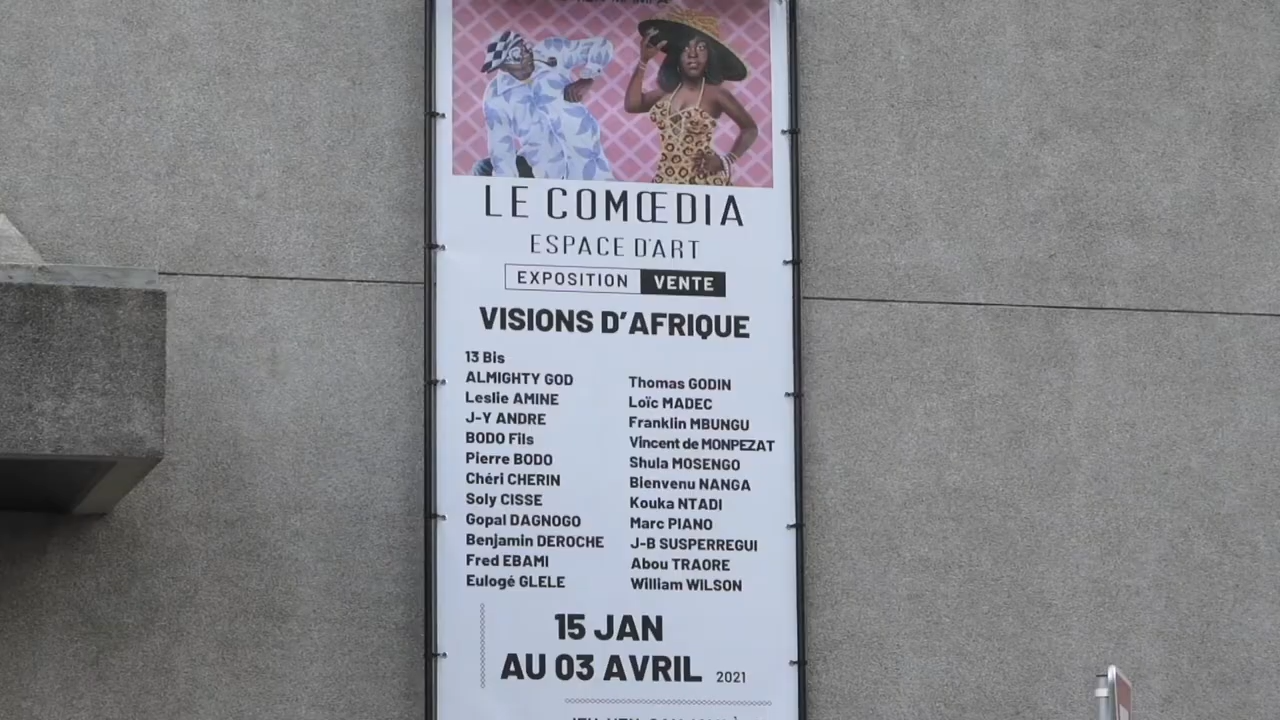 LE COMŒDIA
ESPACE D'ART
EXPOSITION VENTE
VISIONS D'AFRIQUE
13 Bis
ALMIGHTY GOD
Leslie AMINE
J-Y ANDRE
BODO Fils
Pierre BODO
Chéri CHERIN
Soly CISSE
Gopal DAGNOGO
Benjamin DEROCHE
Fred EBAMI
Eulogé GLELE
Thomas GODIN
Loïc MADEC
Franklin MBUNGU
Vincent de MONPEZAT
Shula MOSENGO
Bienvenu NANGA
Kouka NTADI
Marc PIANO
J-B SUSPERREGUI
Abou TRAORE
William WILSON
15 JAN
AU 03 AVRIL 2021